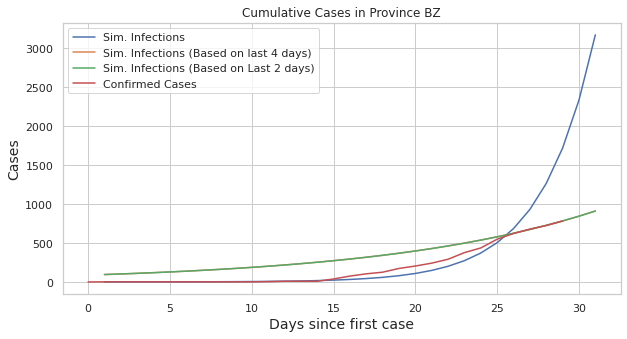 Cumulative Cases in Province BZ
Sim. Infections
Sim. Infections (Based on last 4 days)
Sim. Infections (Based on Last 2 days)
Confirmed Cases
Cases
3000
2500
2000
1500
1000
500
0
0 5 10 15 20 25 30
Days since first case